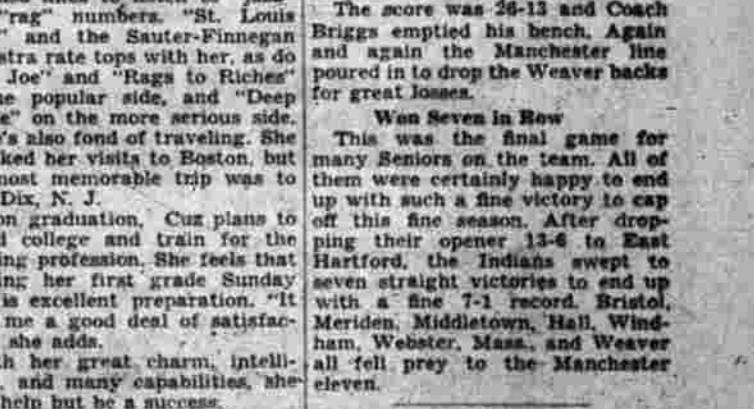 "rag" numbers. "St. Louis
" and the Sauter-Finnegan
stra rate tops with her, as do
Joe" and "Rags to Riches"
e popular side, and "Deep
e" on the more serious side.
's also fond of traveling. She
ked her visits to Boston, but
most memorable trip was to
Dix, N. J.
on graduation, Cuz plans to
d college and train for the
ing profession. She feels that
ing her first grade Sunday
is excellent preparation. "It
me a good deal of satisfac-
she adds.
h her great charm, intelli-
, and many capabilities, she
help but be a success.
The score was 26-13 and Coach
Briggs emptied his bench. Again
and again the Manchester line
poured in to drop the Weaver backs
for great losses.
Won Seven in Row
This was the final game for
many Seniors on the team. All of
them were certainly happy to end
up with such a fine victory to cap
off this fine season. After drop-
ping their opener 13-6 to East
Hartford, the Indians swept to
seven straight victories to end up
with a fine 7-1 record. Bristol,
Meriden, Middletown, Hall, Wind-
ham, Webster, Mass., and Weaver
all fell prey to the Manchester
eleven.